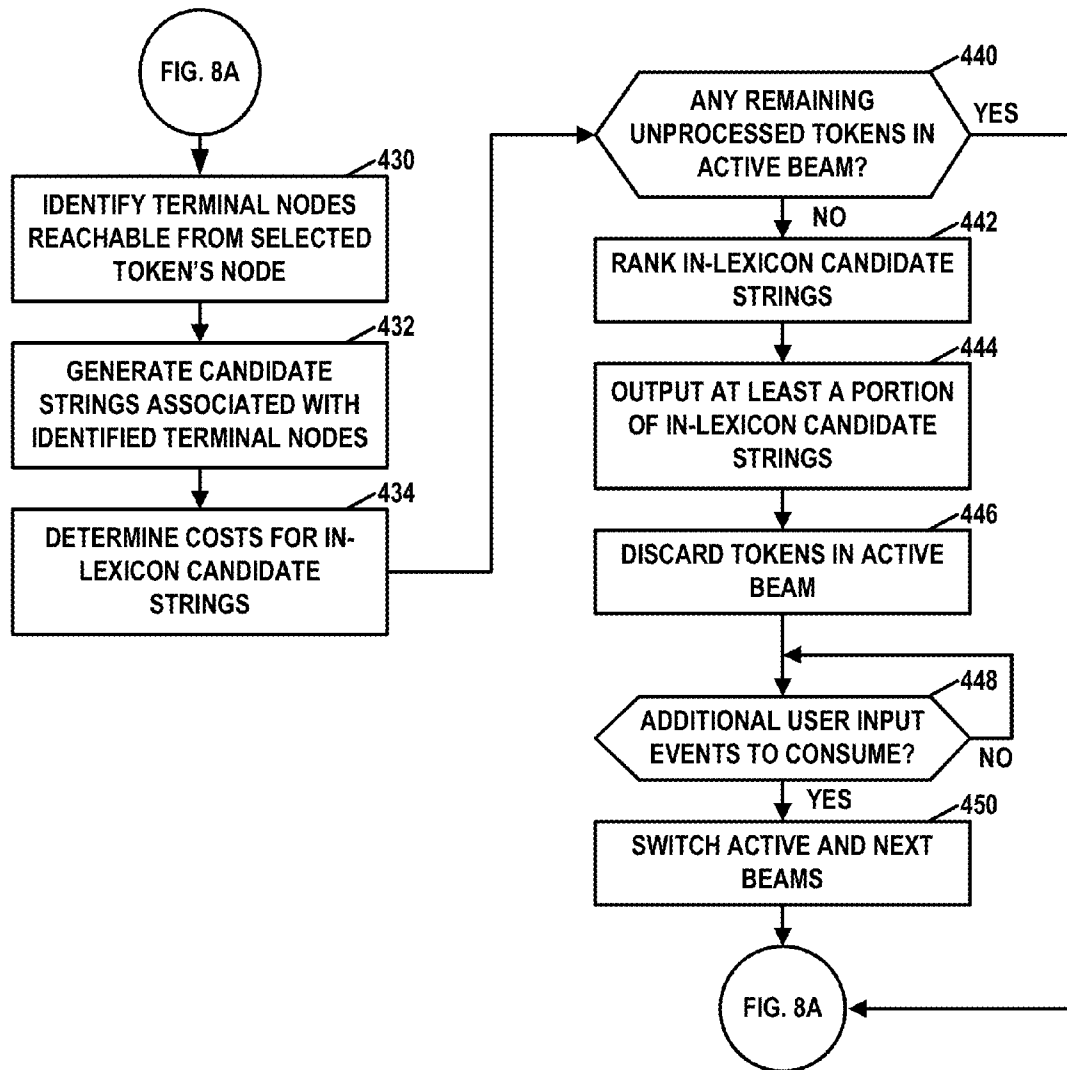 FIG. 8A
430
IDENTIFY TERMINAL NODES
REACHABLE FROM SELECTED
TOKEN'S NODE
432
GENERATE CANDIDATE
STRINGS ASSOCIATED WITH
IDENTIFIED TERMINAL NODES
434
DETERMINE COSTS FOR IN-
LEXICON CANDIDATE
STRINGS
440
ANY REMAINING
UNPROCESSED TOKENS IN
ACTIVE BEAM?
YES
NO
442
RANK IN-LEXICON CANDIDATE
STRINGS
444
OUTPUT AT LEAST A PORTION
OF IN-LEXICON CANDIDATE
STRINGS
446
DISCARD TOKENS IN ACTIVE
BEAM
448
ADDITIONAL USER INPUT
EVENTS TO CONSUME?
NO
YES
450
SWITCH ACTIVE AND NEXT
BEAMS
FIG. 8A